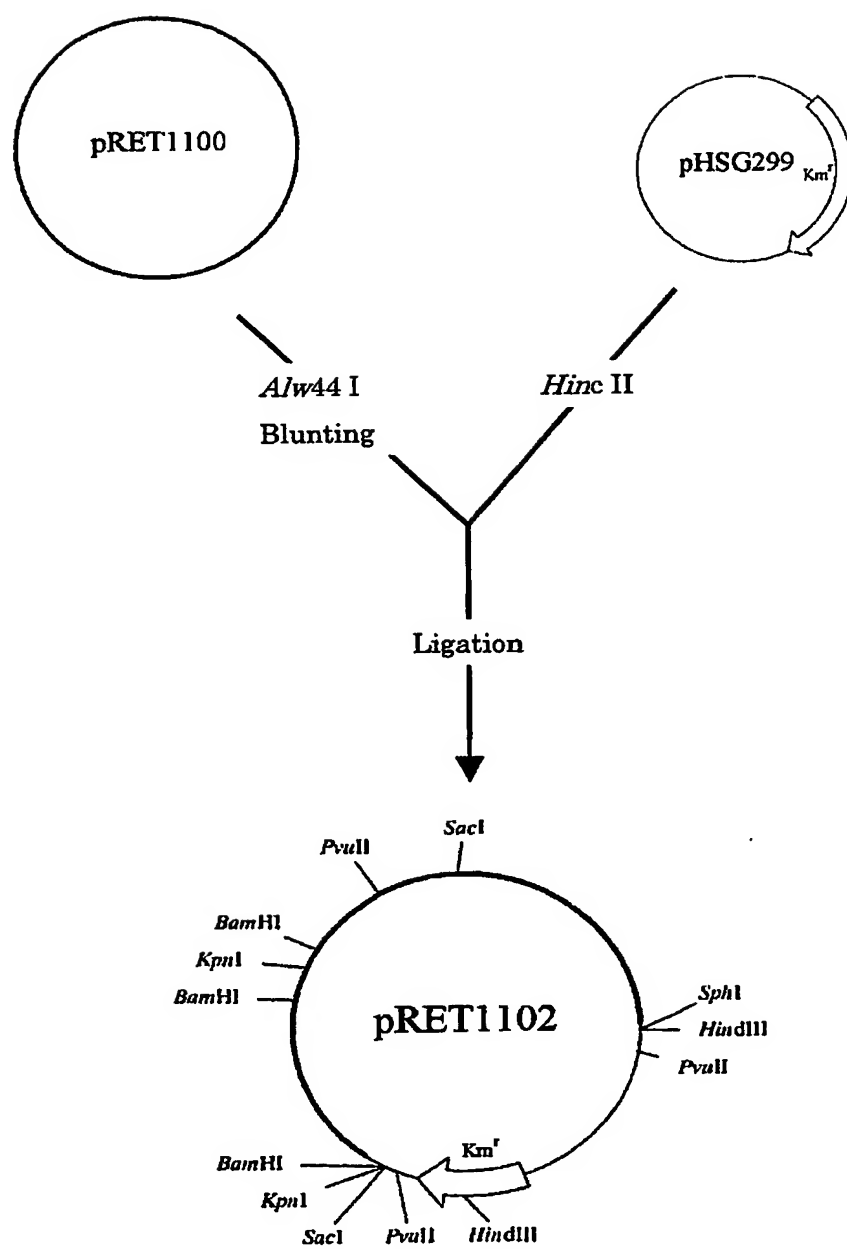 pRET1100
pHSG299
Kmʳ
Alw44 I
Blunting
Hinc II
Ligation
SacI
PvuII
BamHI
KpnI
BamHI
SphI
HindIII
PvuII
pRET1102
Kmʳ
BamHI
KpnI
SacI
PvuII
HindIII